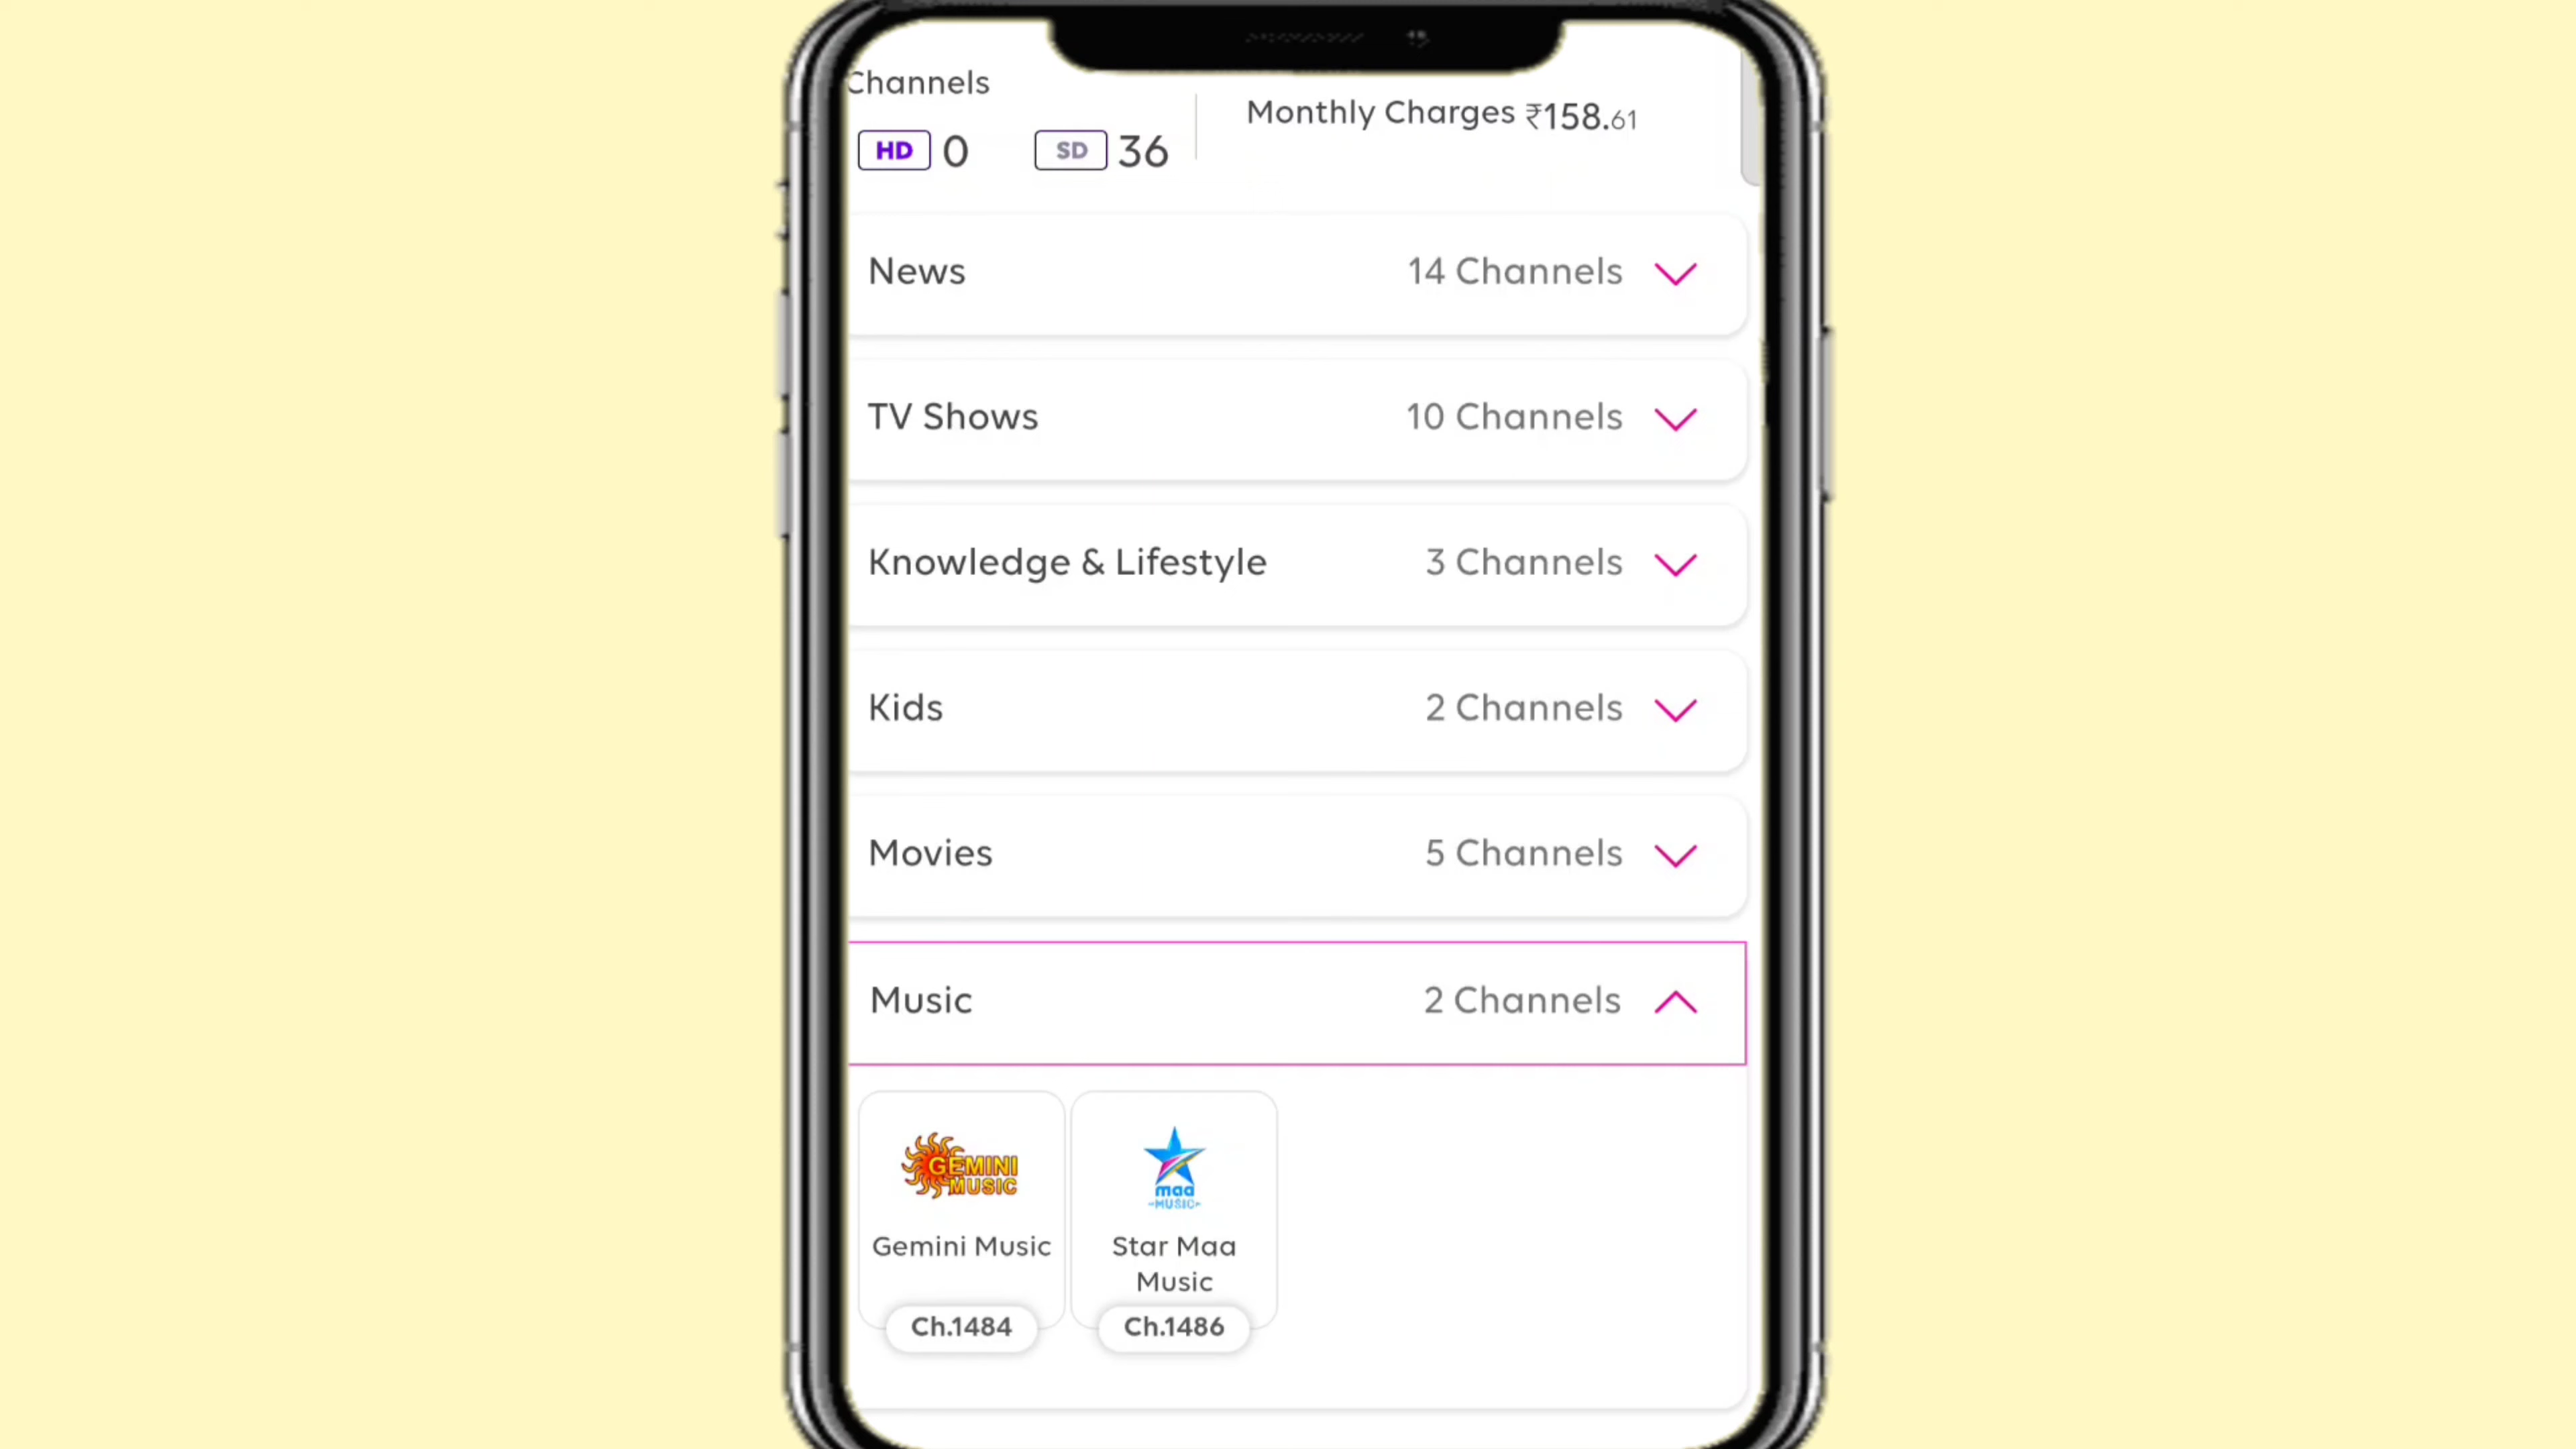 Channels
HD 0 SD 36
Monthly Charges ₹158.61
News 14 Channels
TV Shows 10 Channels
Knowledge & Lifestyle 3 Channels
Kids 2 Channels
Movies 5 Channels
Music 2 Channels
GEMINI
MUSIC
Gemini Music
Ch.1484
maa
MUSIC
Star Maa
Music
Ch.1486